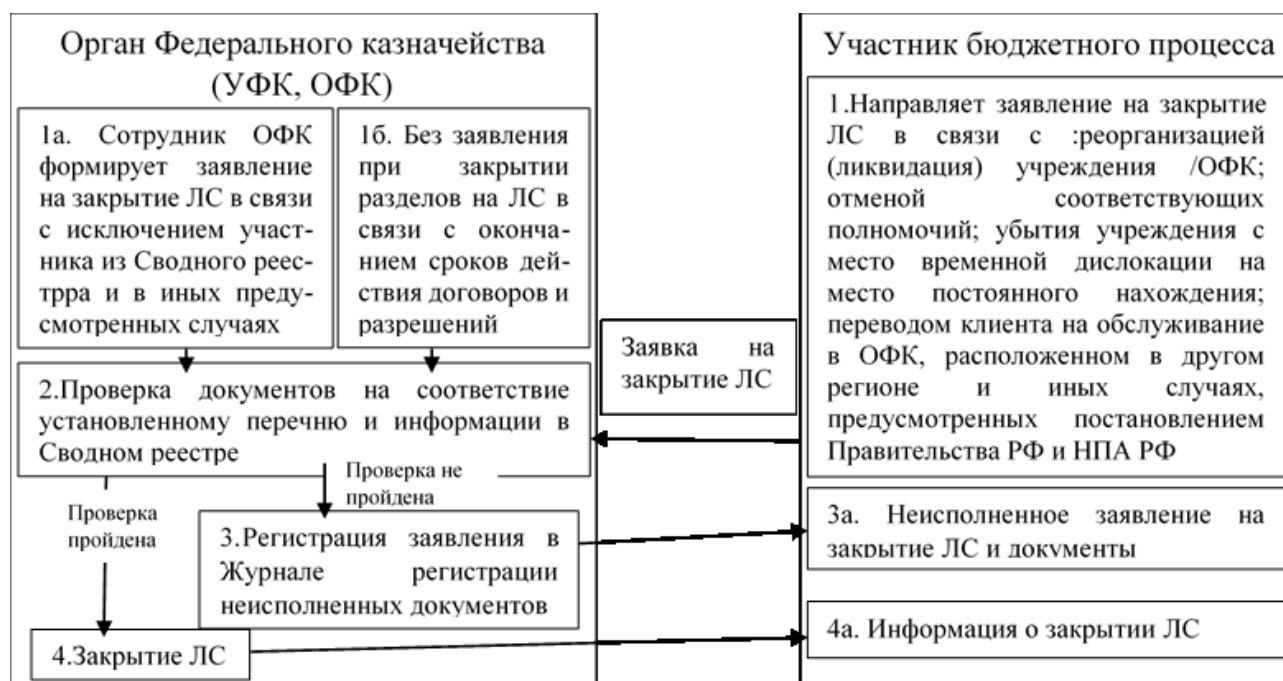 Орган Федерального казначейства
(УФК, ОФК)
1а. Сотрудник ОФК
формирует заявление
на закрытие ЛС в связи
с исключением участ-
ника из Сводного реес-
трра и в иных преду-
смотренных случаях
1б. Без заявления
при закрытии
разделов на ЛС в
связи с оконча-
нием сроков дей-
ствия договоров и
разрешений
2.Проверка документов на соответствие
установленному перечню и информации в
Сводном реестре
Проверка не
пройдена
Проверка
пройдена
3.Регистрация заявления в
Журнале регистрации
неисполненных документов
4.Закрытие ЛС
Заявка на
закрытие ЛС
Участник бюджетного процесса
1.Направляет заявление на закрытие
ЛС в связи с :реорганизацией
(ликвидация) учреждения /ОФК;
отменой соответствующих
полномочий; убытия учреждения с
место временной дислокации на
место постоянного нахождения;
переводом клиента на обслуживание
в ОФК, расположенном в другом
регионе и иных случаях,
предусмотренных постановлением
Правительства РФ и НПА РФ
3а. Неисполненное заявление на
закрытие ЛС и документы
4а. Информация о закрытии ЛС